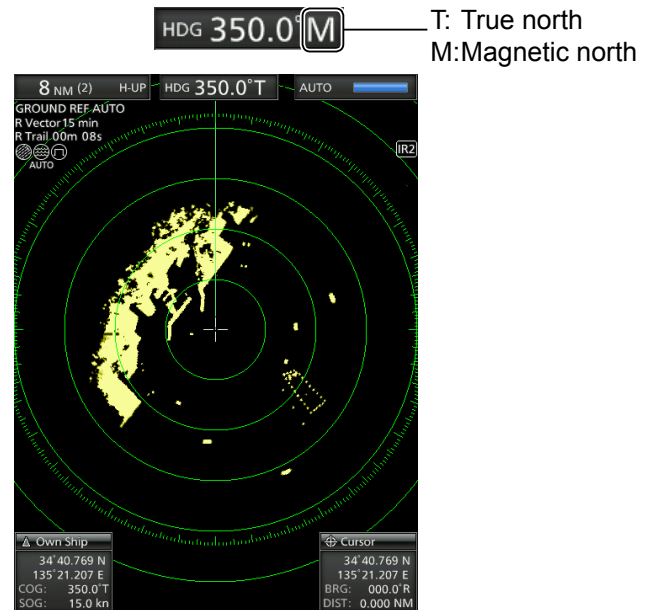 HDG 350.0°M
T: True north
M:Magnetic north
8 NM (2) H-UP HDG 350.0°T AUTO
GROUND REF AUTO
R Vector15 min
R Trail 00m 08s
AUTO
IR2
Own Ship
34°40.769 N
135°21.207 E
COG: 350.0°T
SOG: 15.0 kn
Cursor
34°40.769 N
135°21.207 E
BRG: 000.0°R
DIST: 0.000 NM